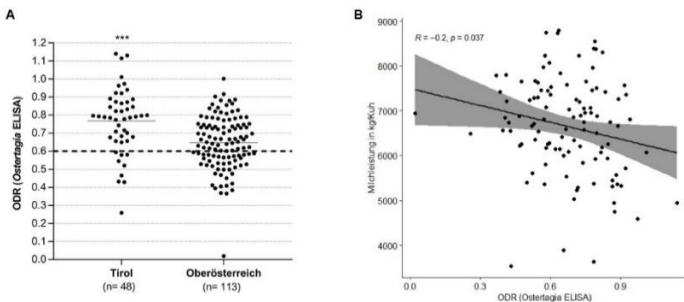 A
ODR (Ostertagia ELISA)
1.2
1.1
1.0
0.9
0.8
0.7
0.6
0.5
0.4
0.3
0.2
0.1
0.0
***
Tirol
(n= 48)
Oberösterreich
(n= 113)
B
R = −0.2, p = 0.037
Milchleistung in kg/Kuh
9000
8000
7000
6000
5000
4000
0.0
0.3
0.6
0.9
ODR (Ostertagia ELISA)